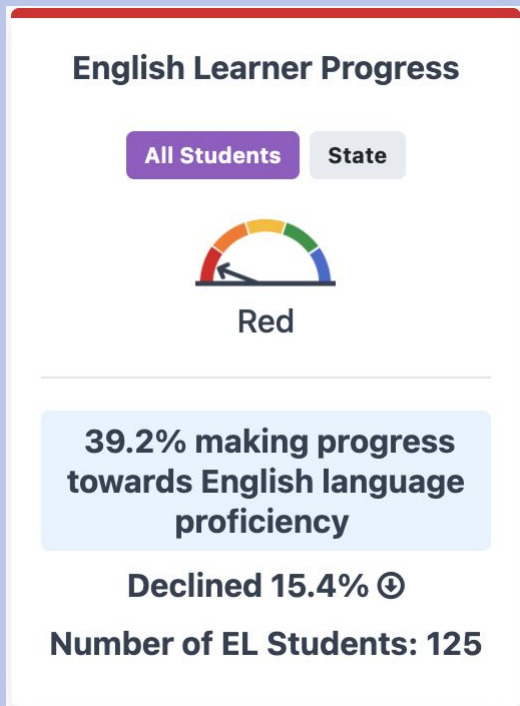 English Learner Progress
All Students State
Red
39.2% making progress
towards English language
proficiency
Declined 15.4%
Number of EL Students: 125